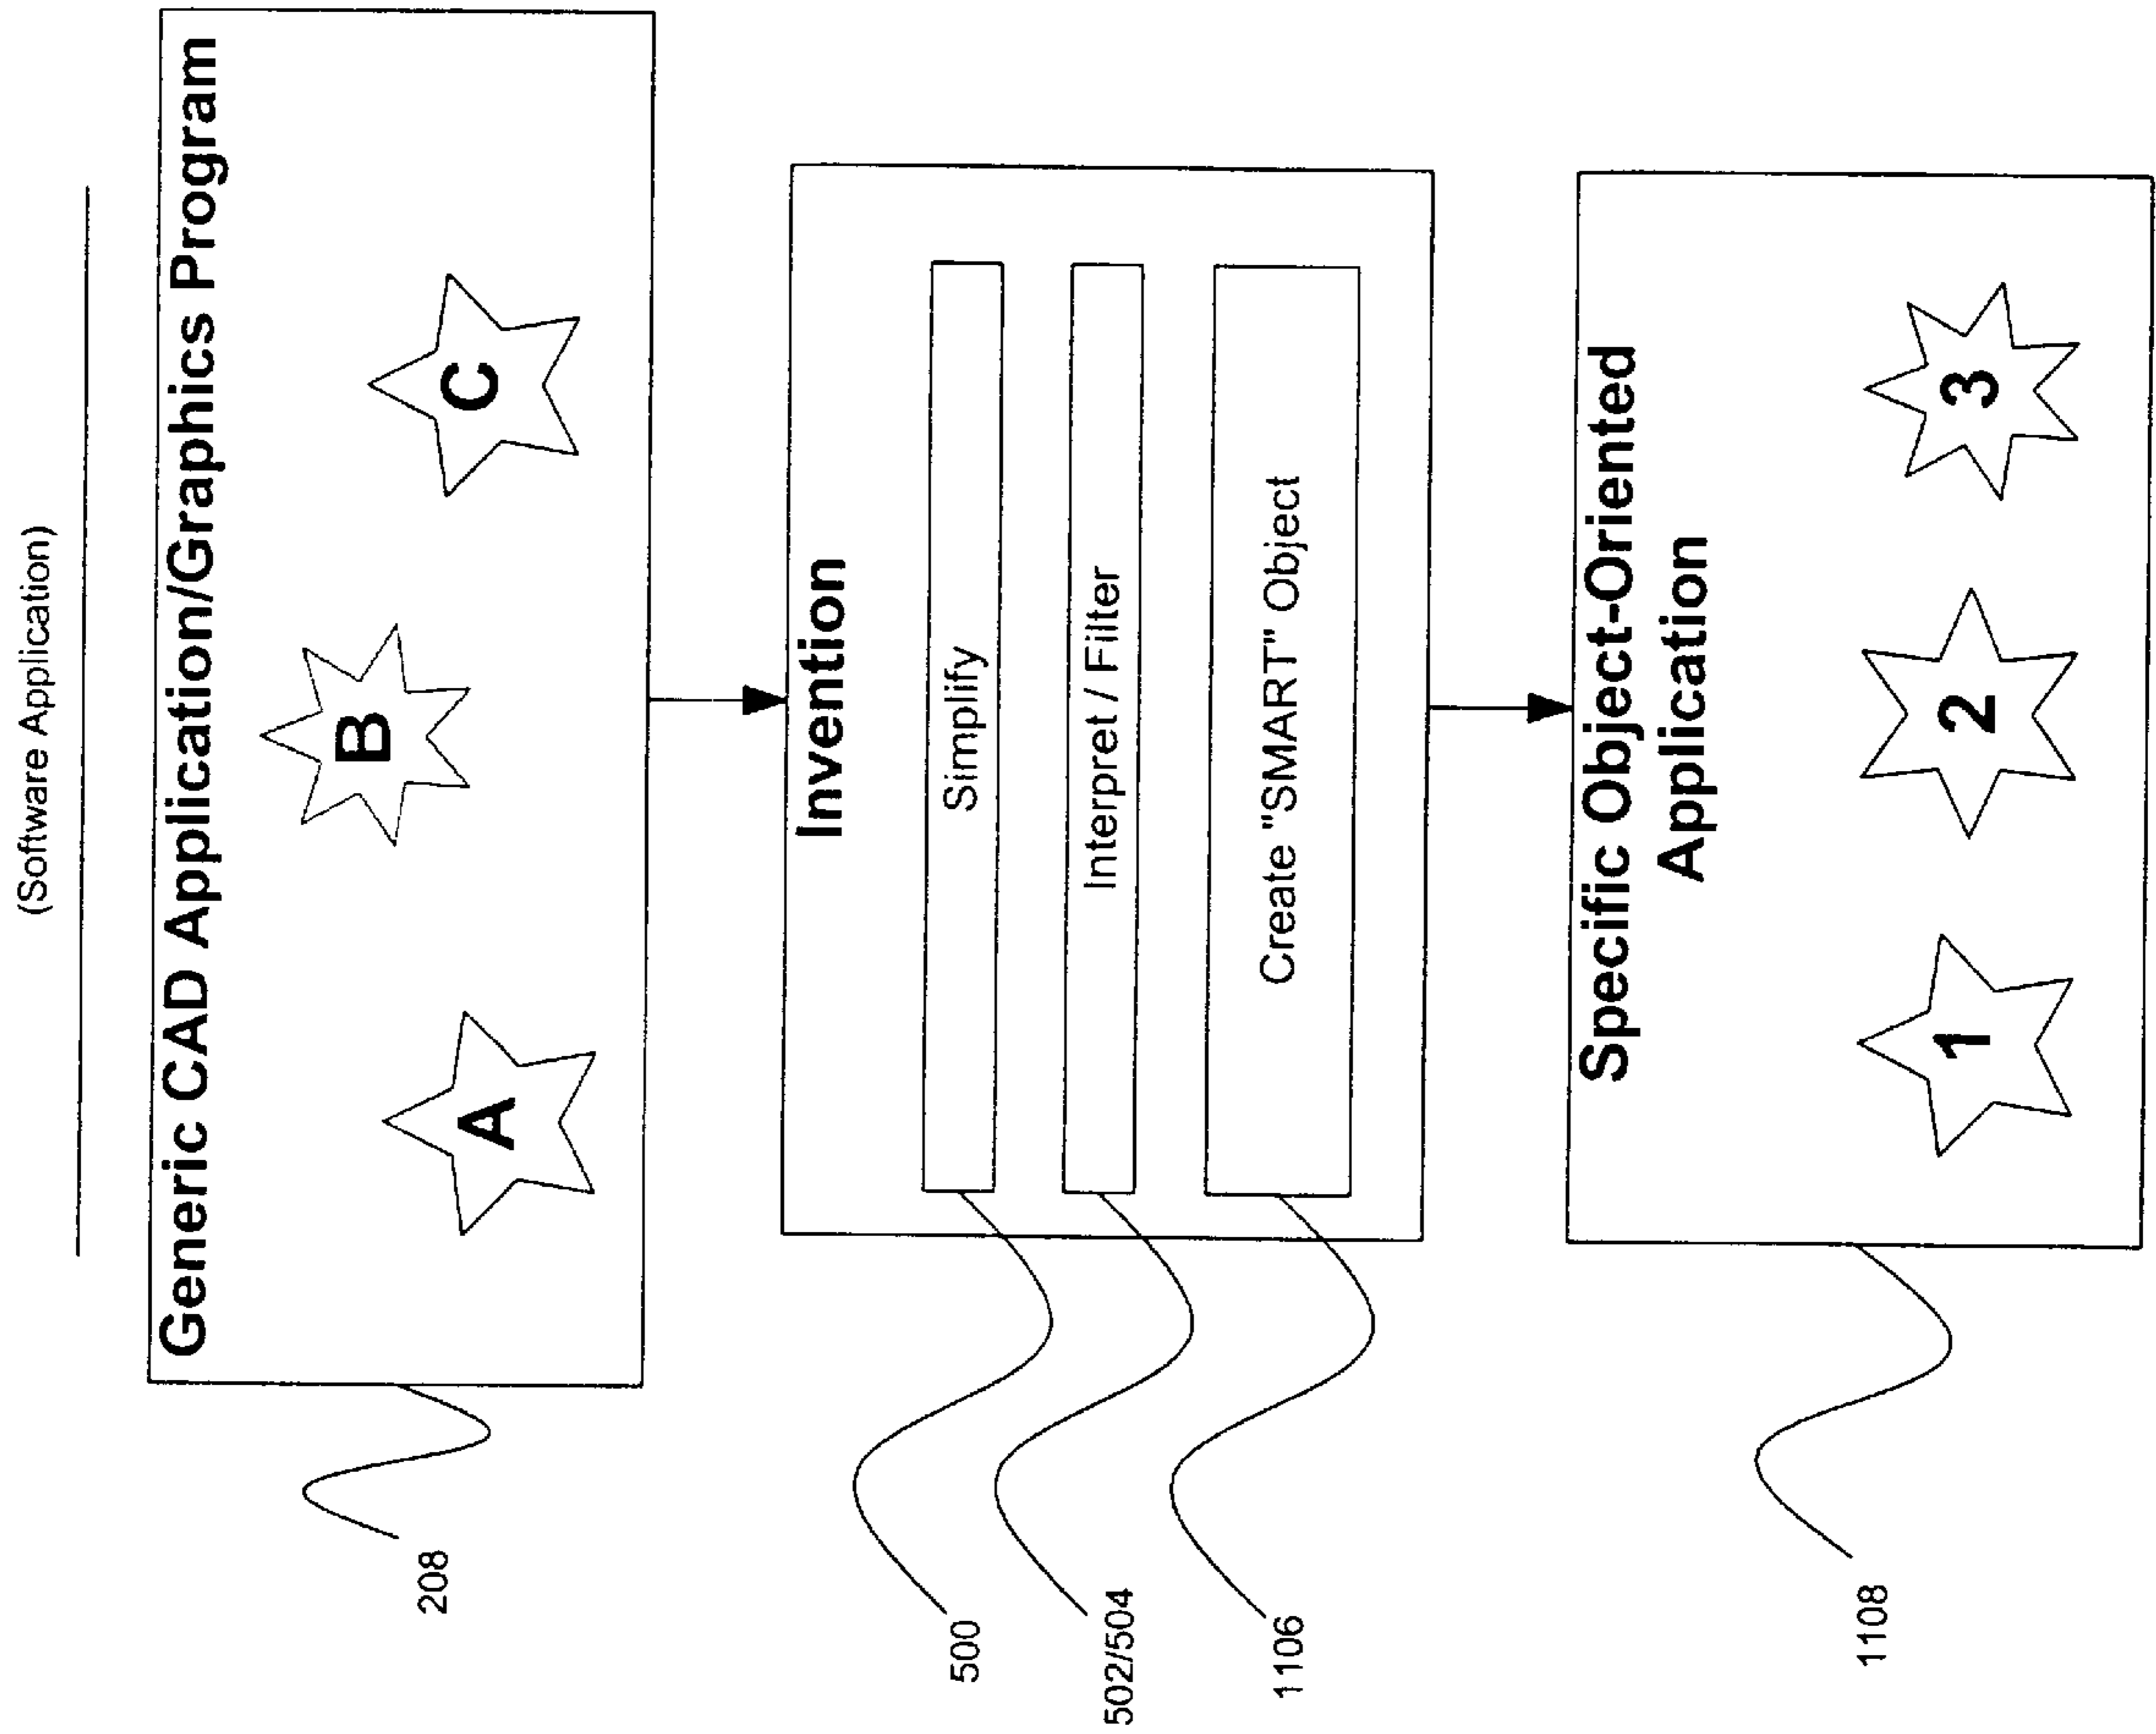 (Software Application)
Generic CAD Application/Graphics Program
A
B
C
208
Invention
Simplify
500
Interpret / Filter
502/504
Create "SMART" Object
1106
Specific Object-Oriented
Application
1
2
3
1108